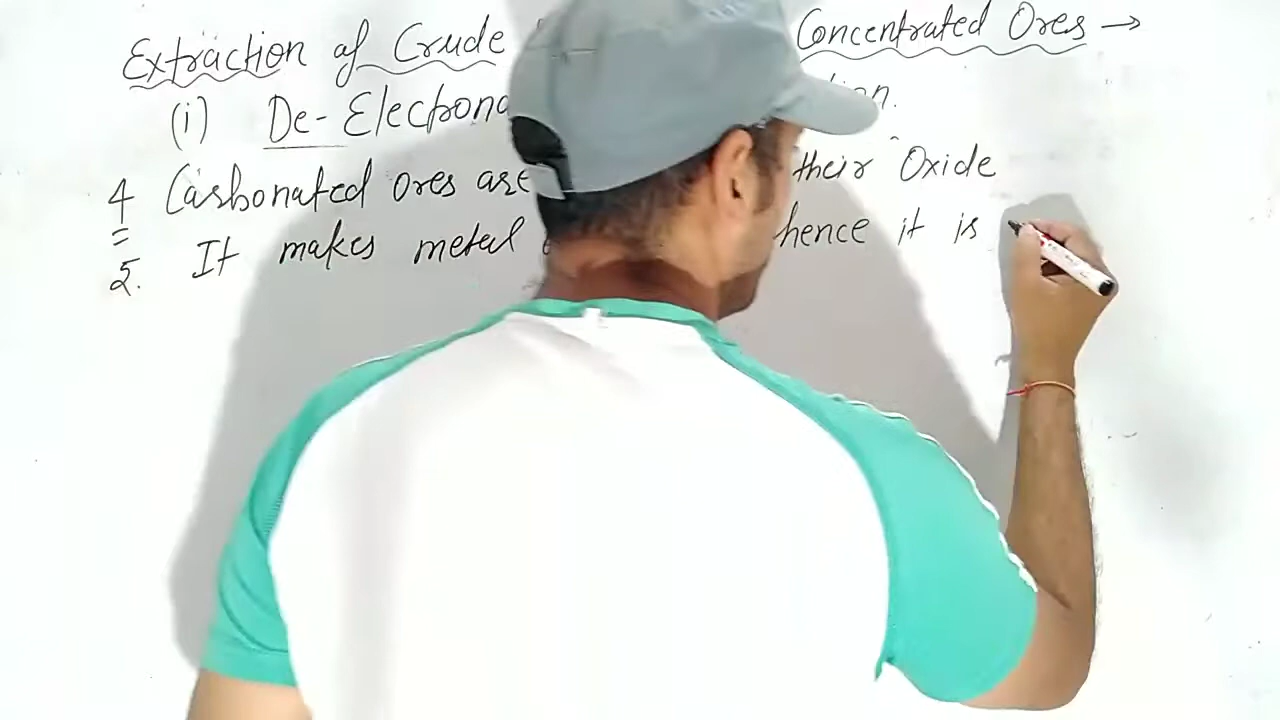 Extraction of Crude Concentrated Ores →
(i) De-Electrona
4 Carbonated ores are their Oxide
5. It makes metal hence it is